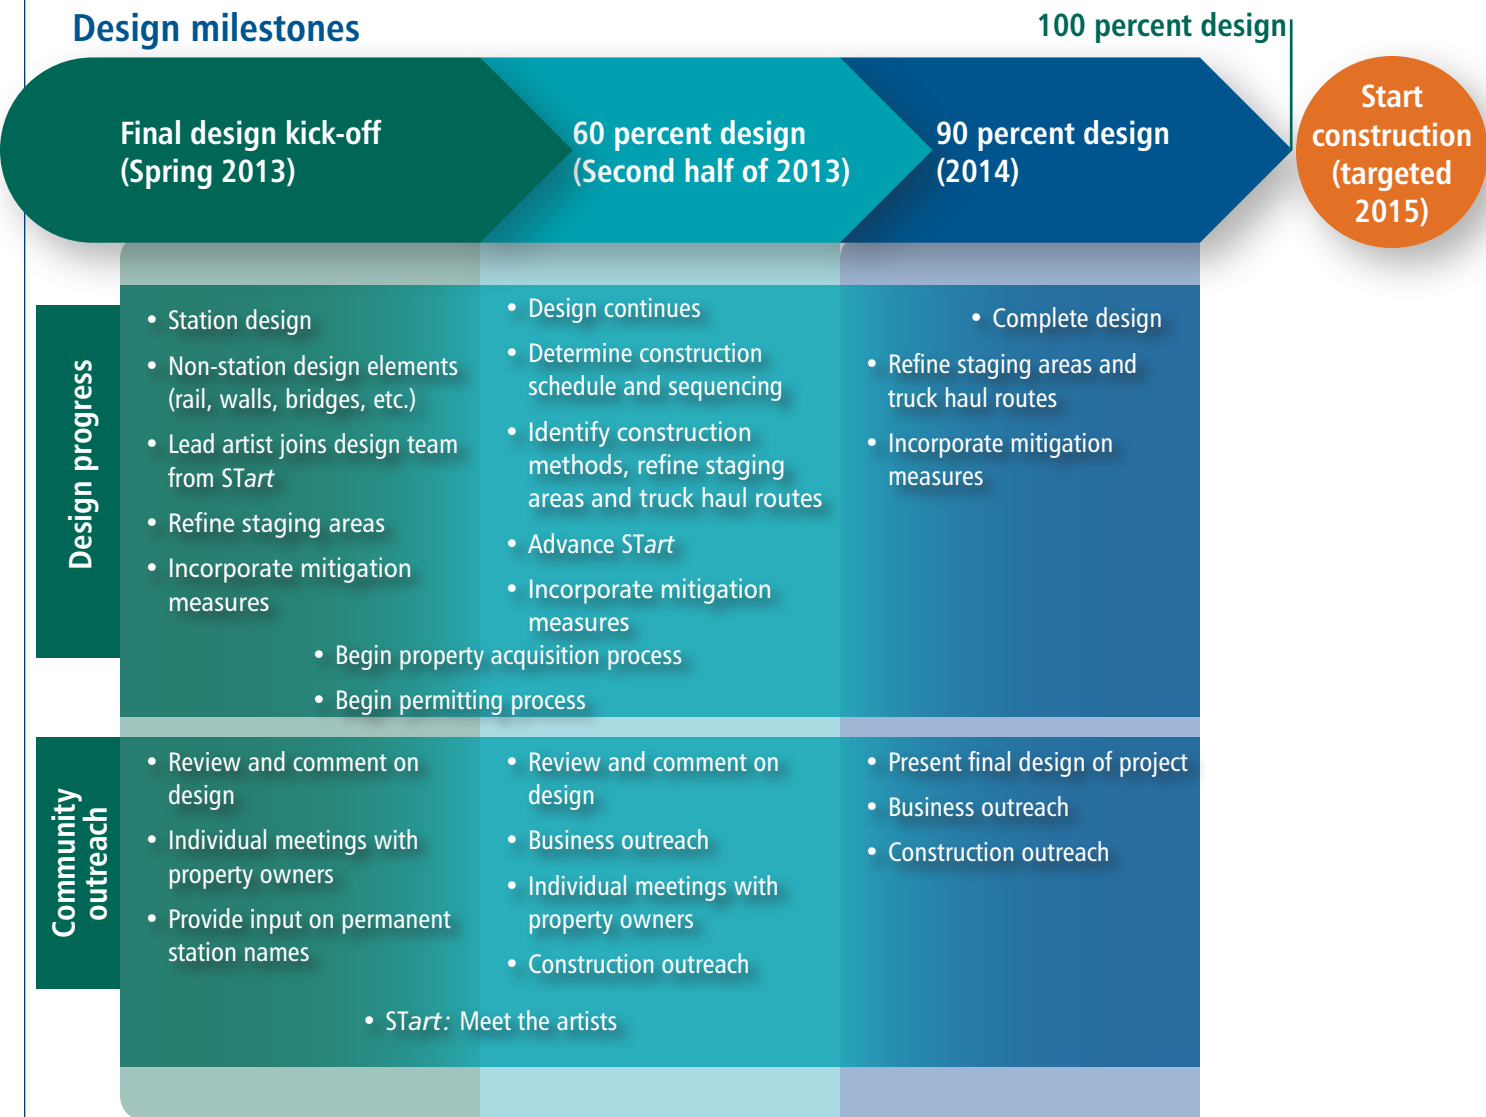 Design milestones
100 percent design
Final design kick-off
(Spring 2013)
60 percent design
(Second half of 2013)
90 percent design
(2014)
Start
construction
(targeted
2015)
Design progress
• Station design
• Non-station design elements
(rail, walls, bridges, etc.)
• Lead artist joins design team
from STart
• Refine staging areas
• Incorporate mitigation
measures
• Design continues
• Determine construction
schedule and sequencing
• Identify construction
methods, refine staging
areas and truck haul routes
• Advance STart
• Incorporate mitigation
measures
• Begin property acquisition process
• Begin permitting process
• Complete design
• Refine staging areas and
truck haul routes
• Incorporate mitigation
measures
Community
outreach
• Review and comment on
design
• Individual meetings with
property owners
• Provide input on permanent
station names
• Review and comment on
design
• Business outreach
• Individual meetings with
property owners
• Construction outreach
• STart: Meet the artists
• Present final design of project
• Business outreach
• Construction outreach